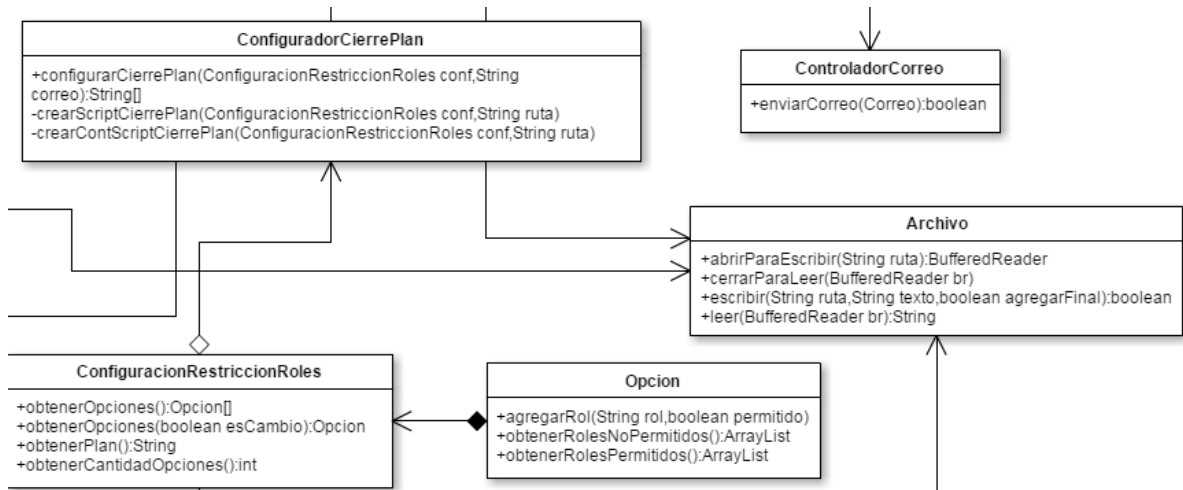 ConfiguradorCierrePlan
+configurarCierrePlan(ConfiguracionRestriccionRoles conf,String
correo):String[]
-crearScriptCierrePlan(ConfiguracionRestriccionRoles conf,String ruta)
-crearContScriptCierrePlan(ConfiguracionRestriccionRoles conf,String ruta)
ControladorCorreo
+enviarCorreo(Correo):boolean
Archivo
+abrirParaEscribir(String ruta):BufferedReader
+cerrarParaLeer(BufferedReader br)
+escribir(String ruta,String texto,boolean agregarFinal):boolean
+leer(BufferedReader br):String
ConfiguracionRestriccionRoles
+obtenerOpciones():Opcion[]
+obtenerOpciones(boolean esCambio):Opcion
+obtenerPlan():String
+obtenerCantidadOpciones():int
Opcion
+agregarRol(String rol,boolean permitido)
+obtenerRolesNoPermitidos():ArrayList
+obtenerRolesPermitidos():ArrayList